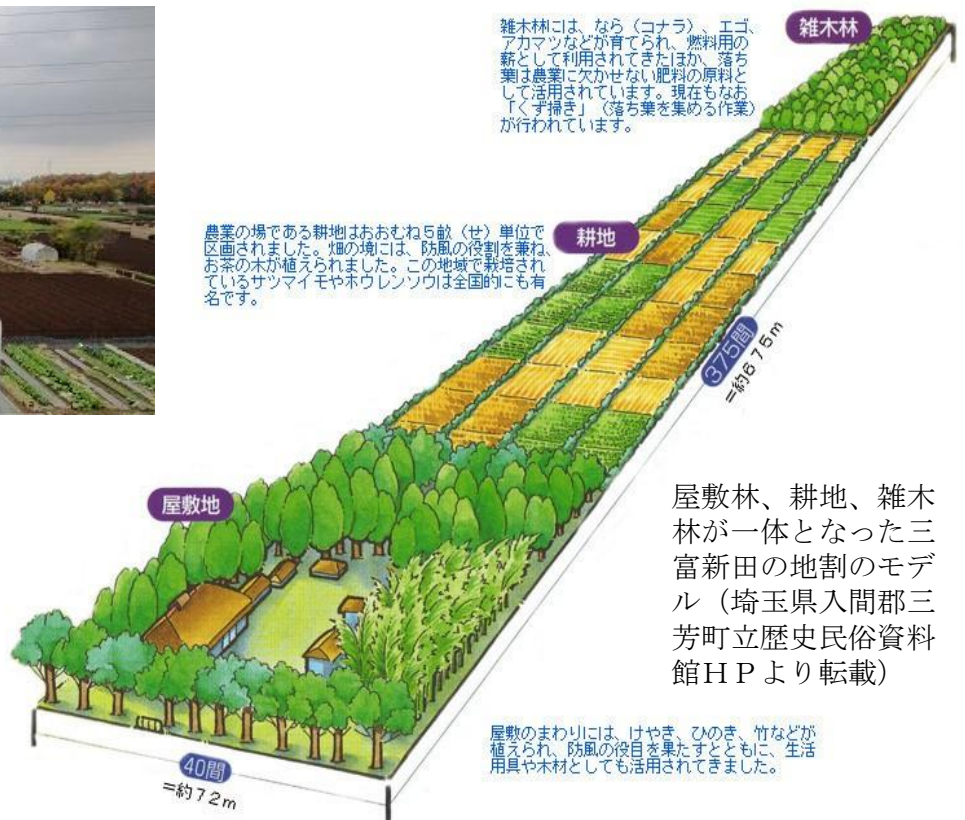 雑木林には、なら（コナラ）、エゴ、
アカマツなどが育てられ、燃料用の
薪として利用されてきたほか、落ち
葉は農業に欠かせない肥料の原料と
して活用されています。現在もなお
「くず掃き」（落ち葉を集める作業）
が行われています。
雑木林
農業の場である耕地はおおむね５畝（せ）単位で
区画されました。畑の境には、防風の役割を兼ね、
お茶の木が植えられました。この地域で栽培され
ているサツマイモやホウレンソウは全国的にも有
名です。
耕地
375間
=約675m
屋敷地
屋敷林、耕地、雑木
林が一体となった三
富新田の地割のモデ
ル（埼玉県入間郡三
芳町立歴史民俗資料
館ＨＰより転載）
屋敷のまわりには、けやき、ひのき、竹などが
植えられ、防風の役目を果たすとともに、生活
用具や木材としても活用されてきました。
40間
=約72m